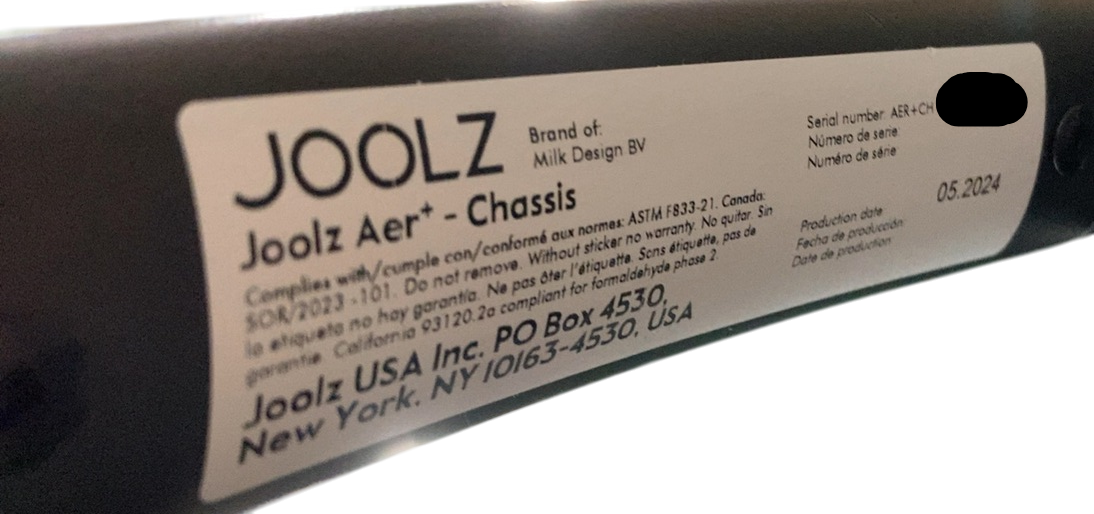 JOOLZ
Brand of:
Milk Design BV
Joolz Aer+ - Chassis
Complies with/cumple con/conformé aux normes: ASTM F833-21. Canada:
SOR/2023 -101. Do not remove. Without sticker no warranty. No quitar. Sin
la etiqueta no hay garantía. Ne pas ôter l'étiquette. Sans étiquette, pas de
garantie. California 93120.2a compliant for formaldehyde phase 2
Joolz USA Inc. PO Box 4530,
New York, NY 10163-4530, USA
Serial number: AER+CH
Número de serie:
Numéro de série:
05.2024
Production date
Fecha de producción:
Date de production: